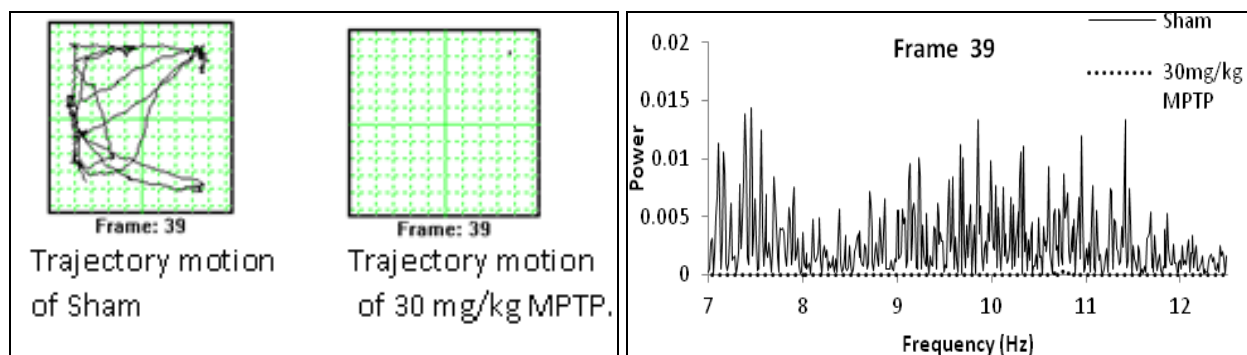 Frame: 39
Trajectory motion
of Sham
Frame: 39
Trajectory motion
of 30 mg/kg MPTP.
Frame 39
Sham
30mg/kg
MPTP
Power
0.02
0.015
0.01
0.005
0
7 8 9 10 11 12
Frequency (Hz)